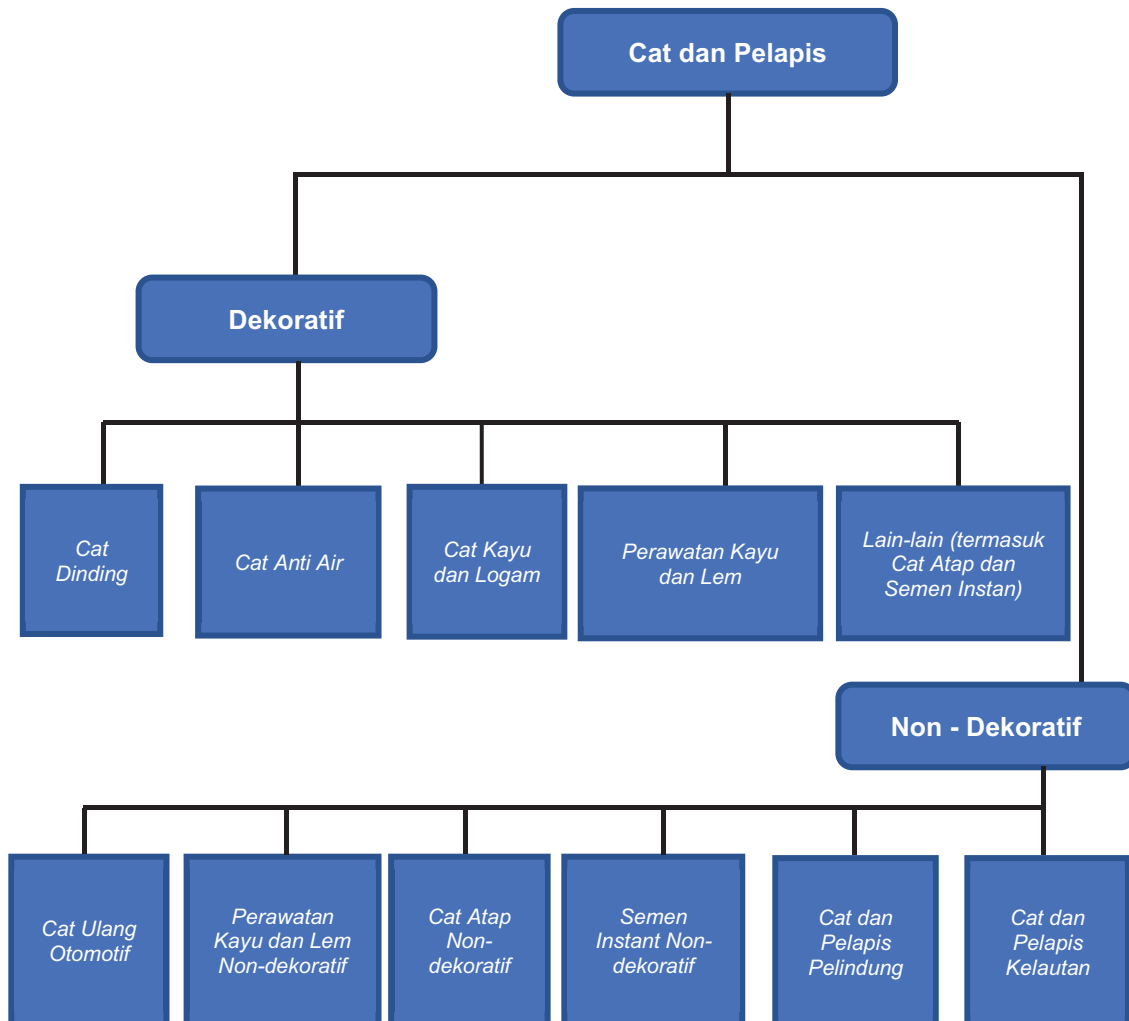 Cat dan Pelapis
Dekoratif
Cat
Dinding
Cat Anti Air
Cat Kayu
dan Logam
Perawatan Kayu
dan Lem
Lain-lain (termasuk
Cat Atap dan
Semen Instan)
Non - Dekoratif
Cat Ulang
Otomotif
Perawatan
Kayu dan Lem
Non-dekoratif
Cat Atap
Non-
dekoratif
Semen
Instant Non-
dekoratif
Cat dan
Pelapis
Pelindung
Cat dan
Pelapis
Kelautan